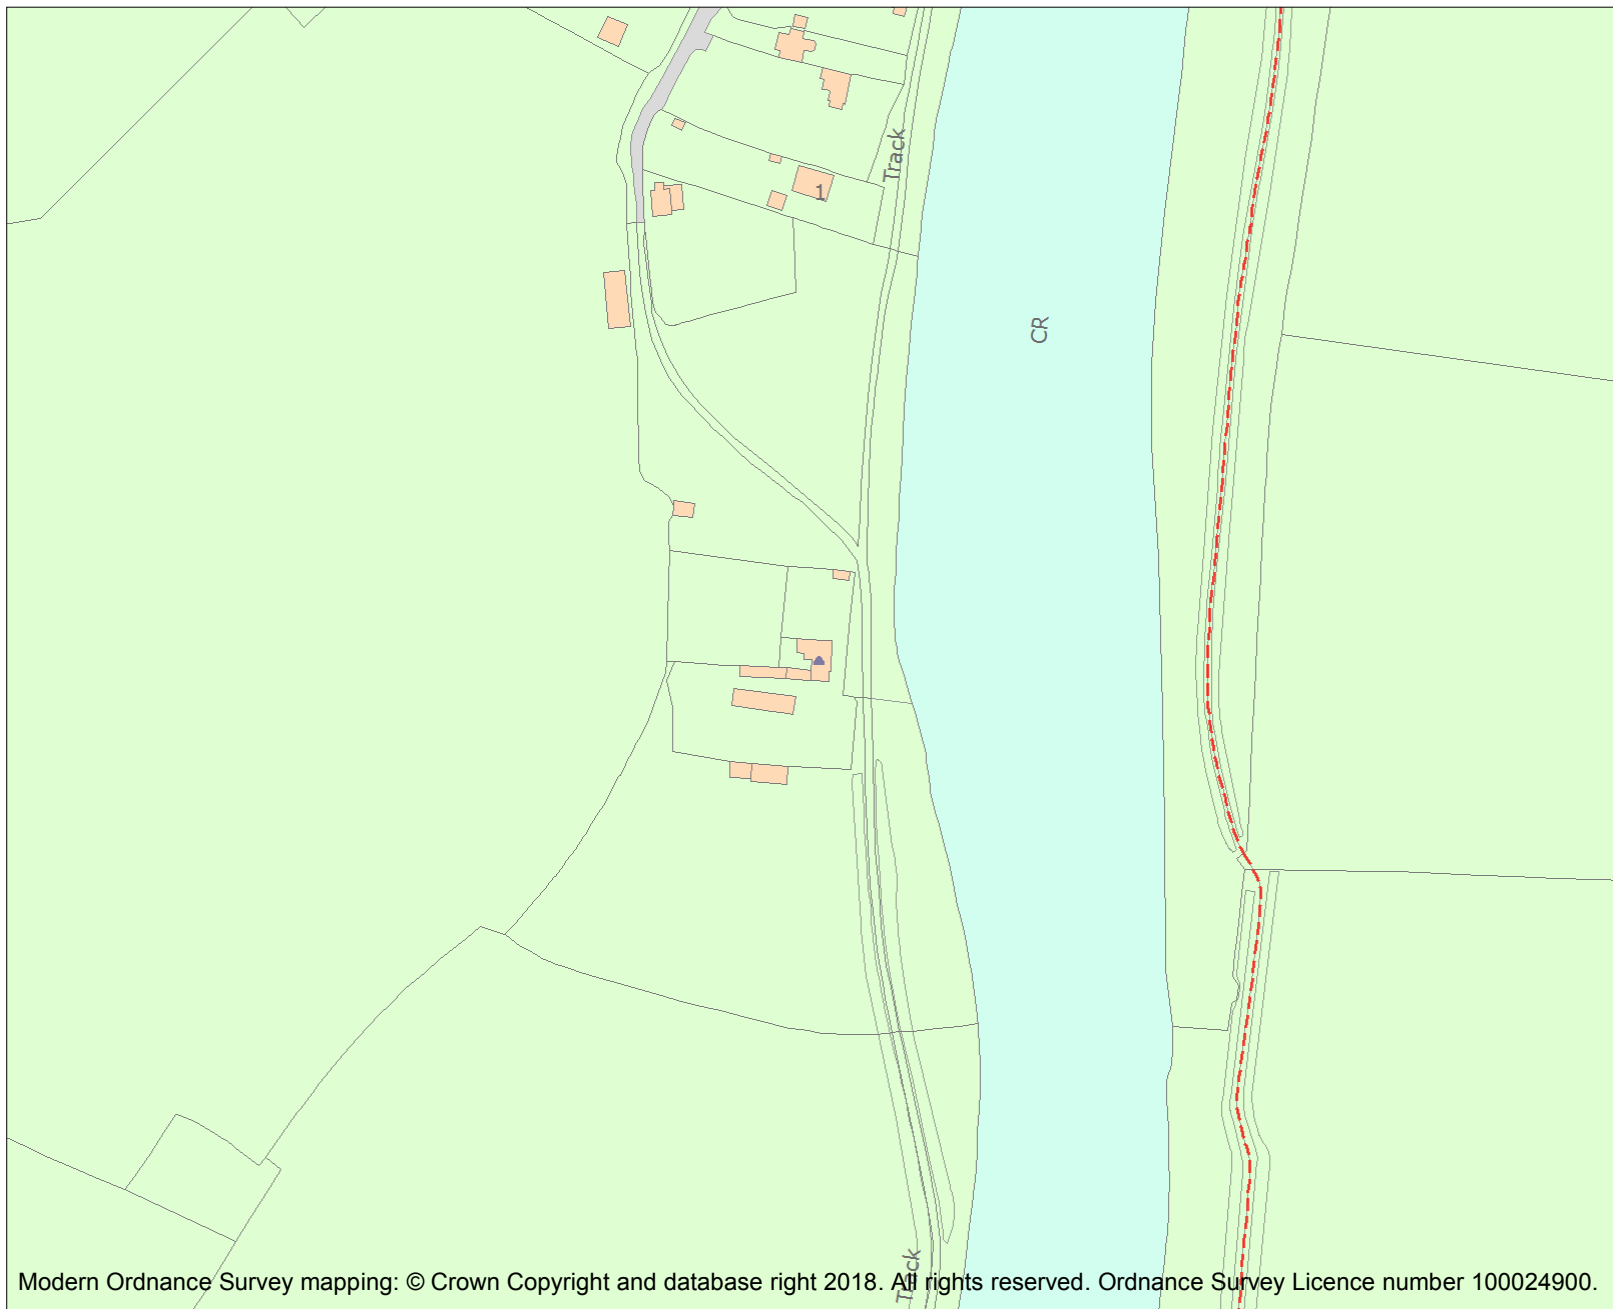 Track
1
CR
Track
Modern Ordnance Survey mapping: © Crown Copyright and database right 2018. All rights reserved. Ordnance Survey Licence number 100024900.